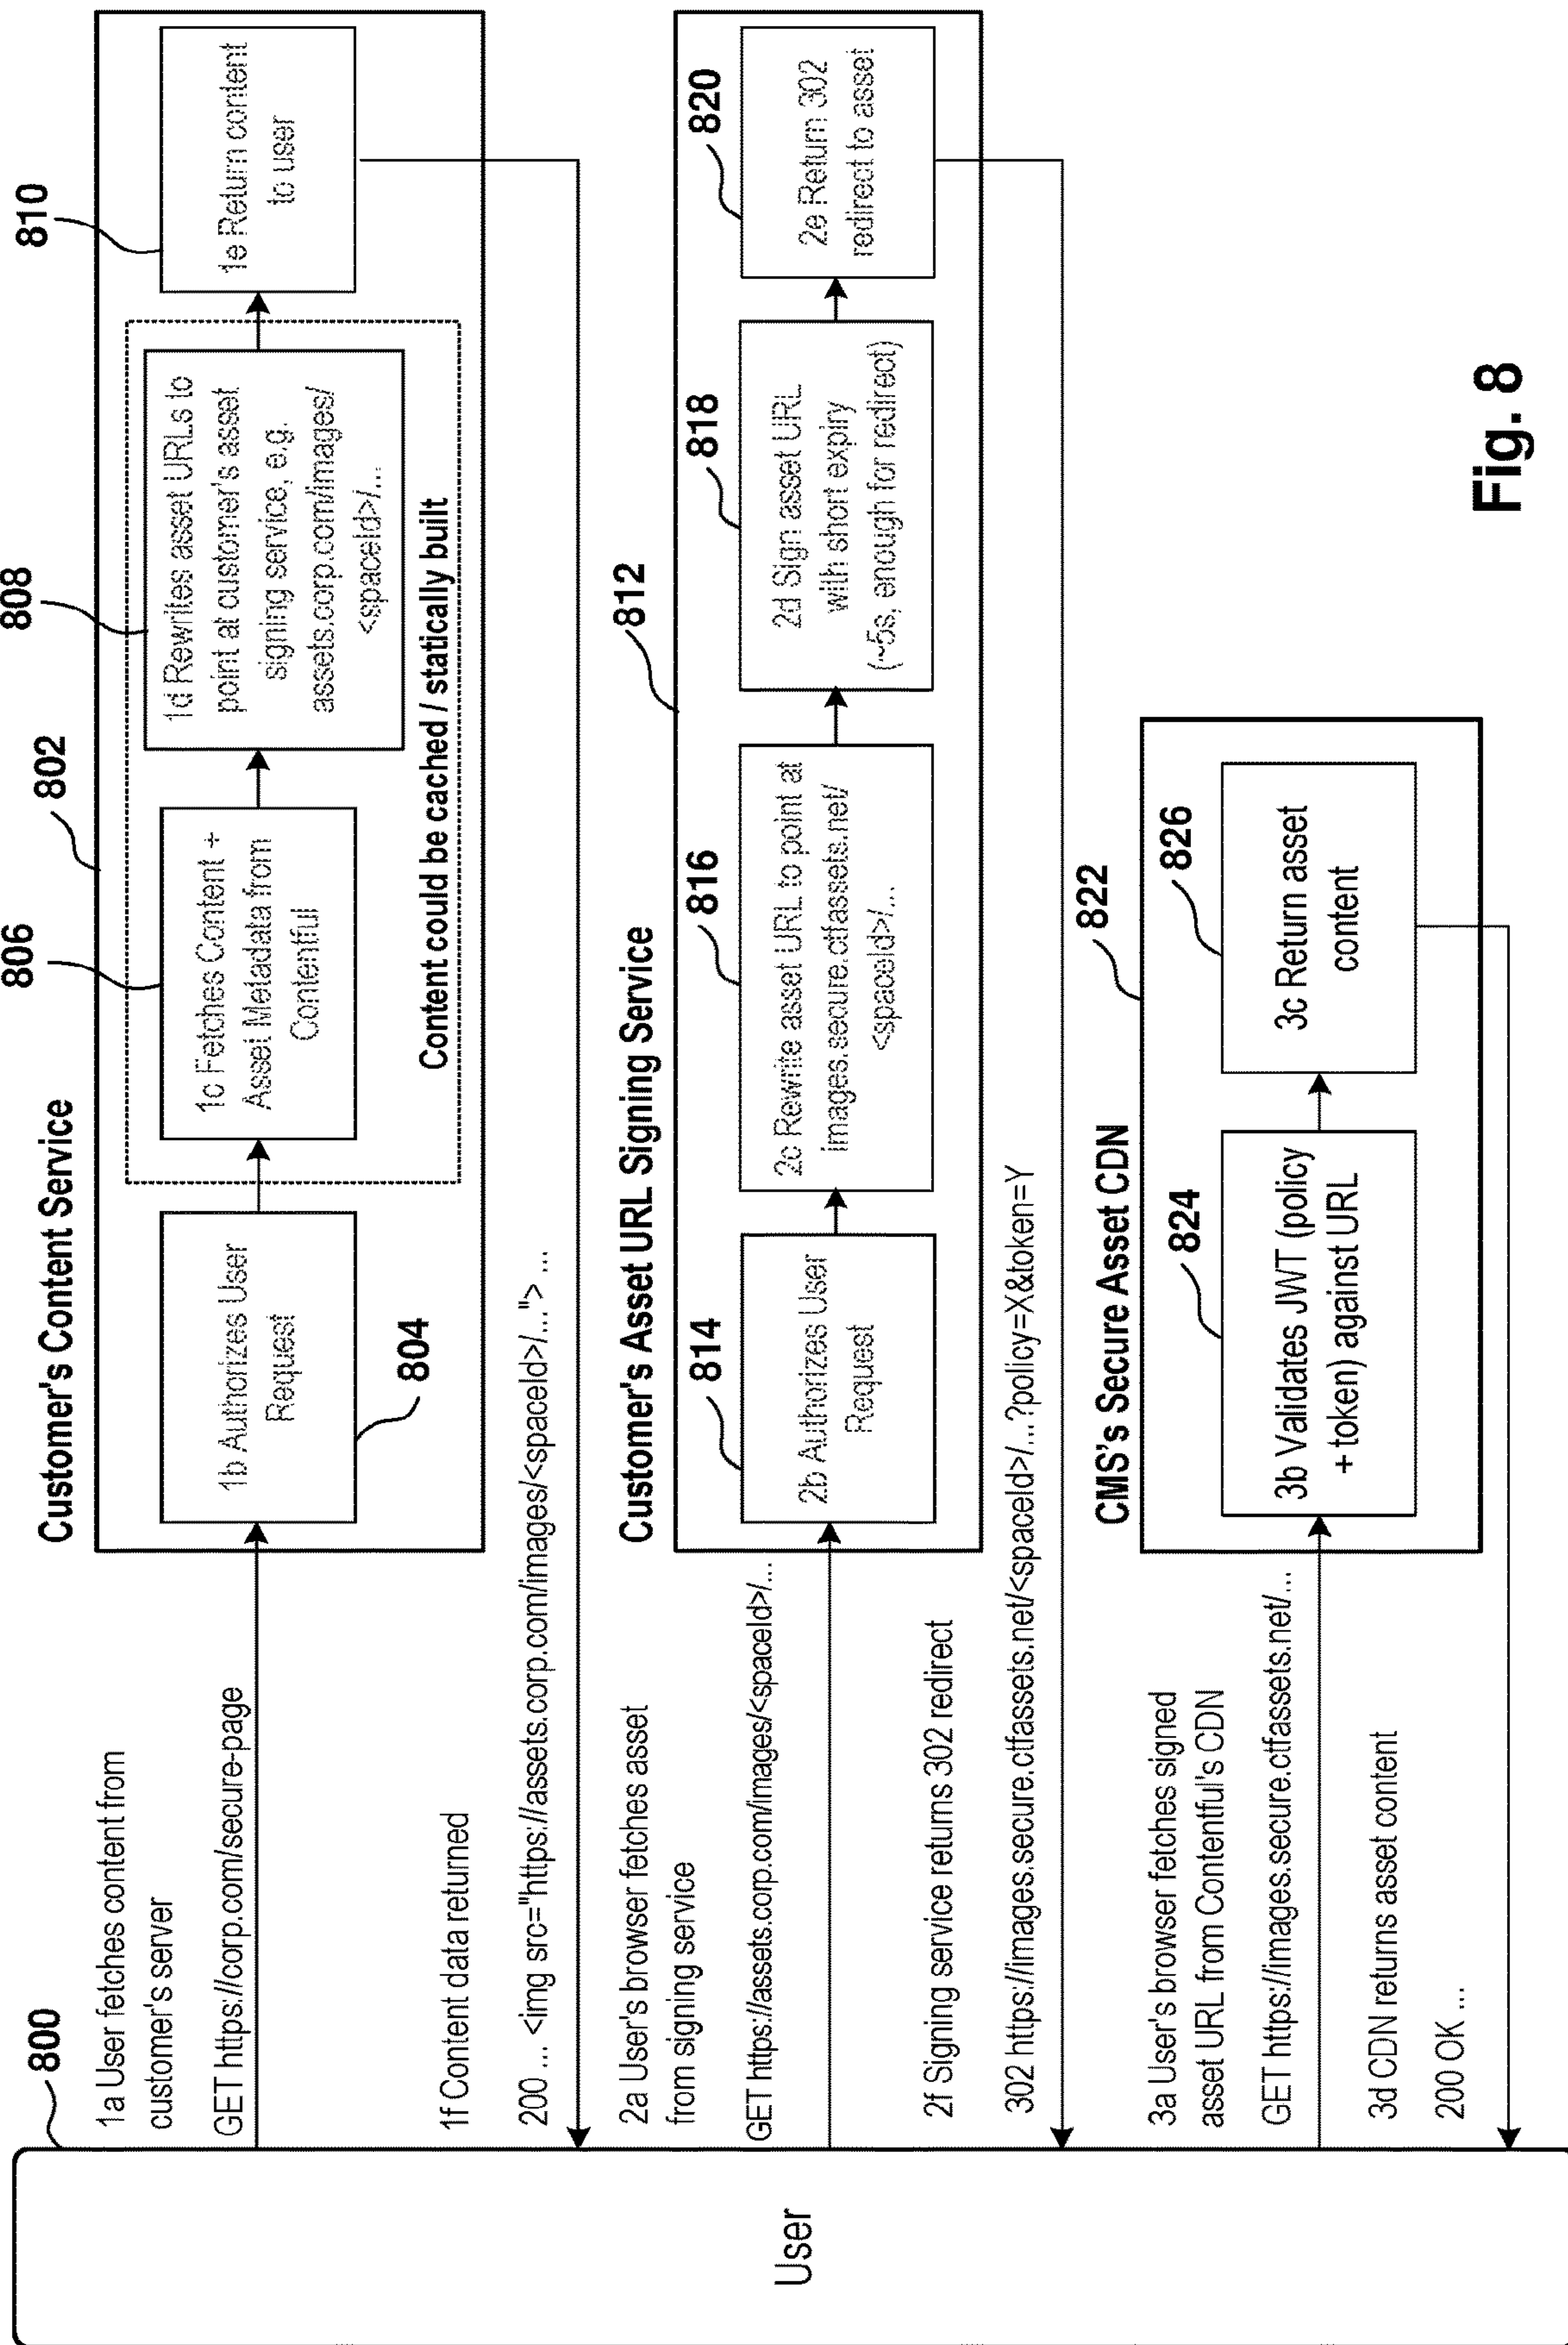 800
User
1a User fetches content from
customer's server
GET https://corp.com/secure-page
Customer's Content Service
802
1b Authorizes User
Request
804
806
1c Fetches Content +
Asset Metadata from
Contentful
808
1d Rewrites asset URLs to
point at customer's asset
signing service, e.g.
assets.corp.com/images/
<spaceId>/...
Content could be cached / statically built
810
1e Return content
to user
1f Content data returned
200 ... <img src="https://assets.corp.com/images/<spaceId>/..."> ...
2a User's browser fetches asset
from signing service
GET https://assets.corp.com/images/<spaceId>/...
Customer's Asset URL Signing Service
812
814
2b Authorizes User
Request
816
2c Rewrite asset URL to point at
images.secure.ctfassets.net/
<spaceId>/...
818
2d Sign asset URL
with short expiry
(~5s, enough for redirect)
820
2e Return 302
redirect to asset
2f Signing service returns 302 redirect
302 https://images.secure.ctfassets.net/<spaceId>/...?policy=X&token=Y
3a User's browser fetches signed
asset URL from Contentful's CDN
GET https://images.secure.ctfassets.net/...
CMS's Secure Asset CDN
822
824
3b Validates JWT (policy
+ token) against URL
826
3c Return asset
content
3d CDN returns asset content
200 OK ...
Fig. 8